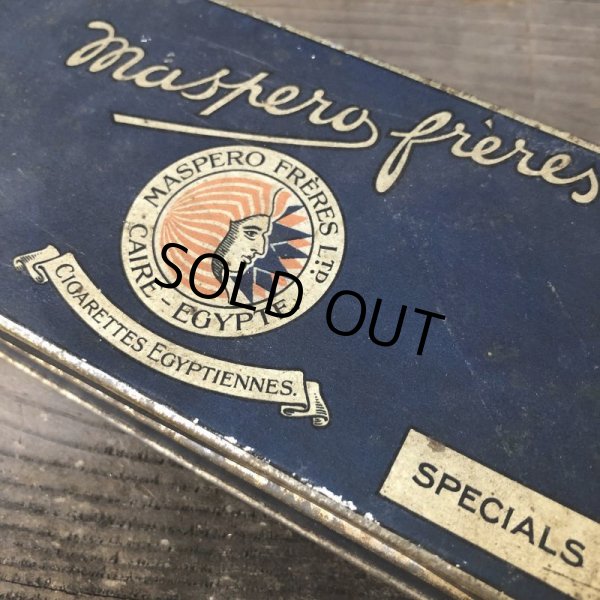 Maspero frères
MASPERO FRÈRES LTD
CAIRE - EGYPTE
CIGARETTES EGYPTIENNES.
SOLD OUT
SPECIALS